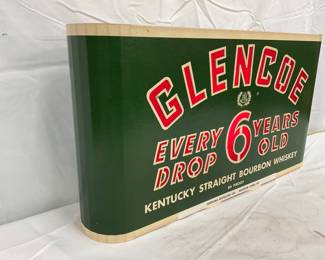 GLENCOE
EVERY 6 YEARS
DROP OLD
KENTUCKY STRAIGHT BOURBON WHISKEY